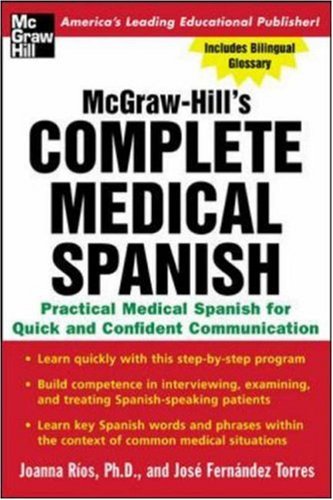 Mc
Graw
Hill
America's Leading Educational Publisher!
Includes Bilingual
Glossary
McGraw-Hill's
COMPLETE
MEDICAL
SPANISH
Practical Medical Spanish for
Quick and Confident Communication
• Learn quickly with this step-by-step program
• Build competence in interviewing, examining,
and treating Spanish-speaking patients
• Learn key Spanish words and phrases within
the context of common medical situations
Joanna Ríos, Ph.D., and José Fernández Torres